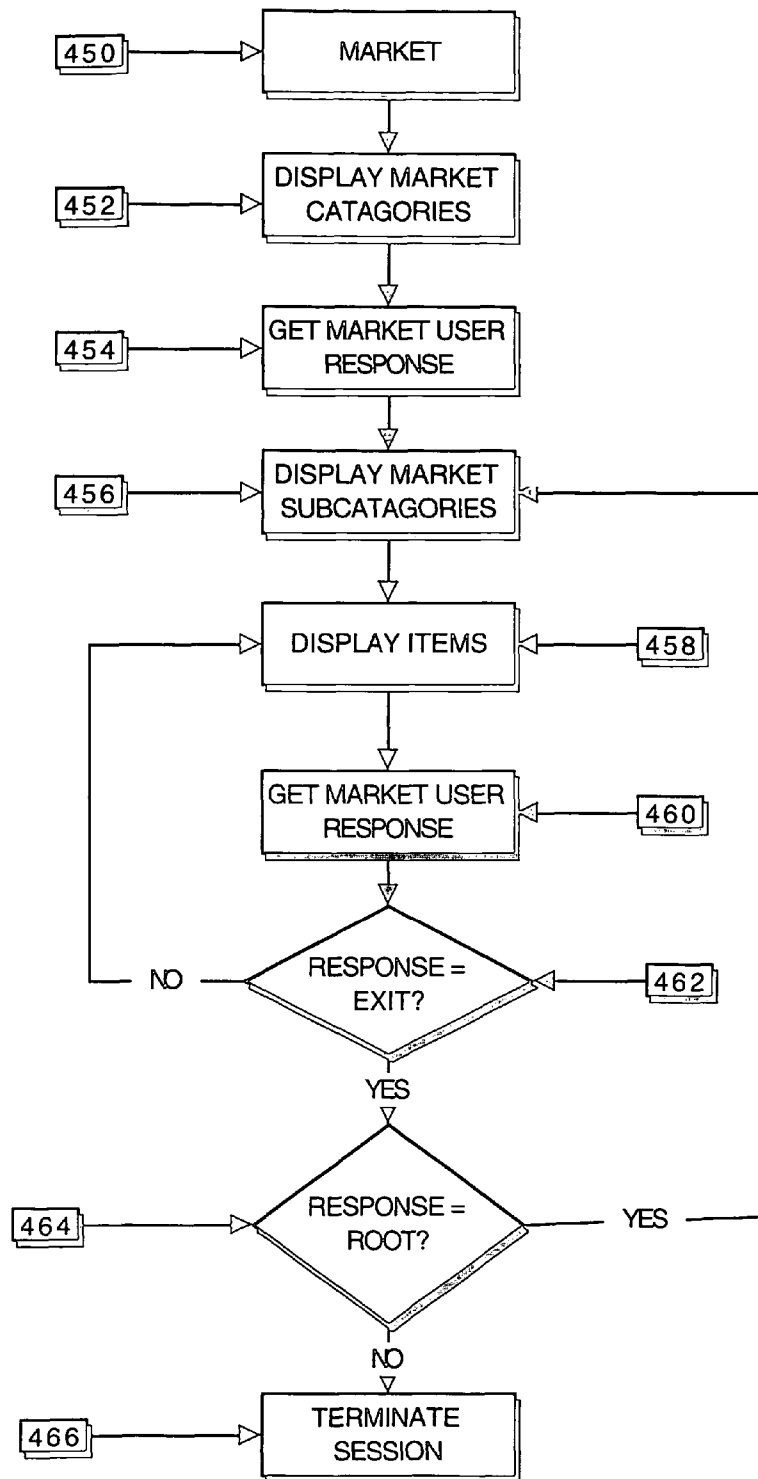 450
MARKET
452
DISPLAY MARKET
CATAGORIES
454
GET MARKET USER
RESPONSE
456
DISPLAY MARKET
SUBCATAGORIES
DISPLAY ITEMS
458
GET MARKET USER
RESPONSE
460
NO
RESPONSE =
EXIT?
462
YES
464
RESPONSE =
ROOT?
YES
NO
466
TERMINATE
SESSION